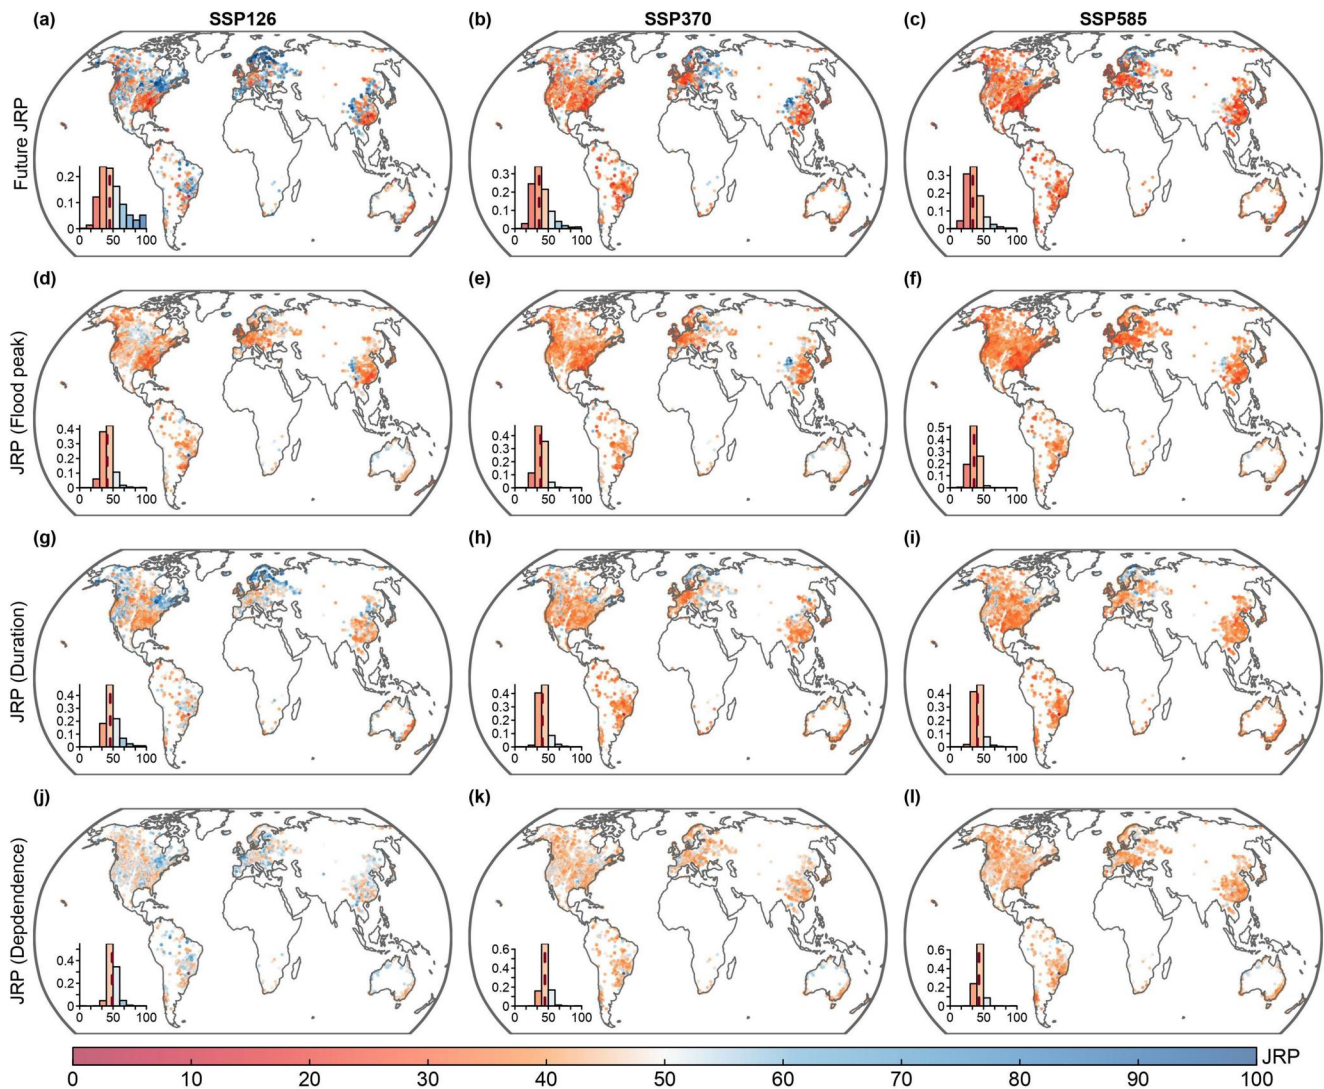 SSP126 SSP370 SSP585
(a) (b) (c)
Future JRP
0.2 0.1 0 0 50 100
0.3 0.2 0.1 0 0 50 100
0.3 0.2 0.1 0 0 50 100
(d) (e) (f)
JRP (Flood peak)
0.4 0.3 0.2 0.1 0 0 50 100
0.4 0.2 0 0 50 100
0.5 0.4 0.3 0.2 0.1 0 0 50 100
(g) (h) (i)
JRP (Duration)
0.4 0.3 0.2 0.1 0 0 50 100
0.4 0.3 0.2 0.1 0 0 50 100
0.4 0.3 0.2 0.1 0 0 50 100
(j) (k) (l)
JRP (Depdendence)
0.4 0.2 0 0 50 100
0.6 0.4 0.2 0 0 50 100
0.6 0.4 0.2 0 0 50 100
JRP
0 10 20 30 40 50 60 70 80 90 100